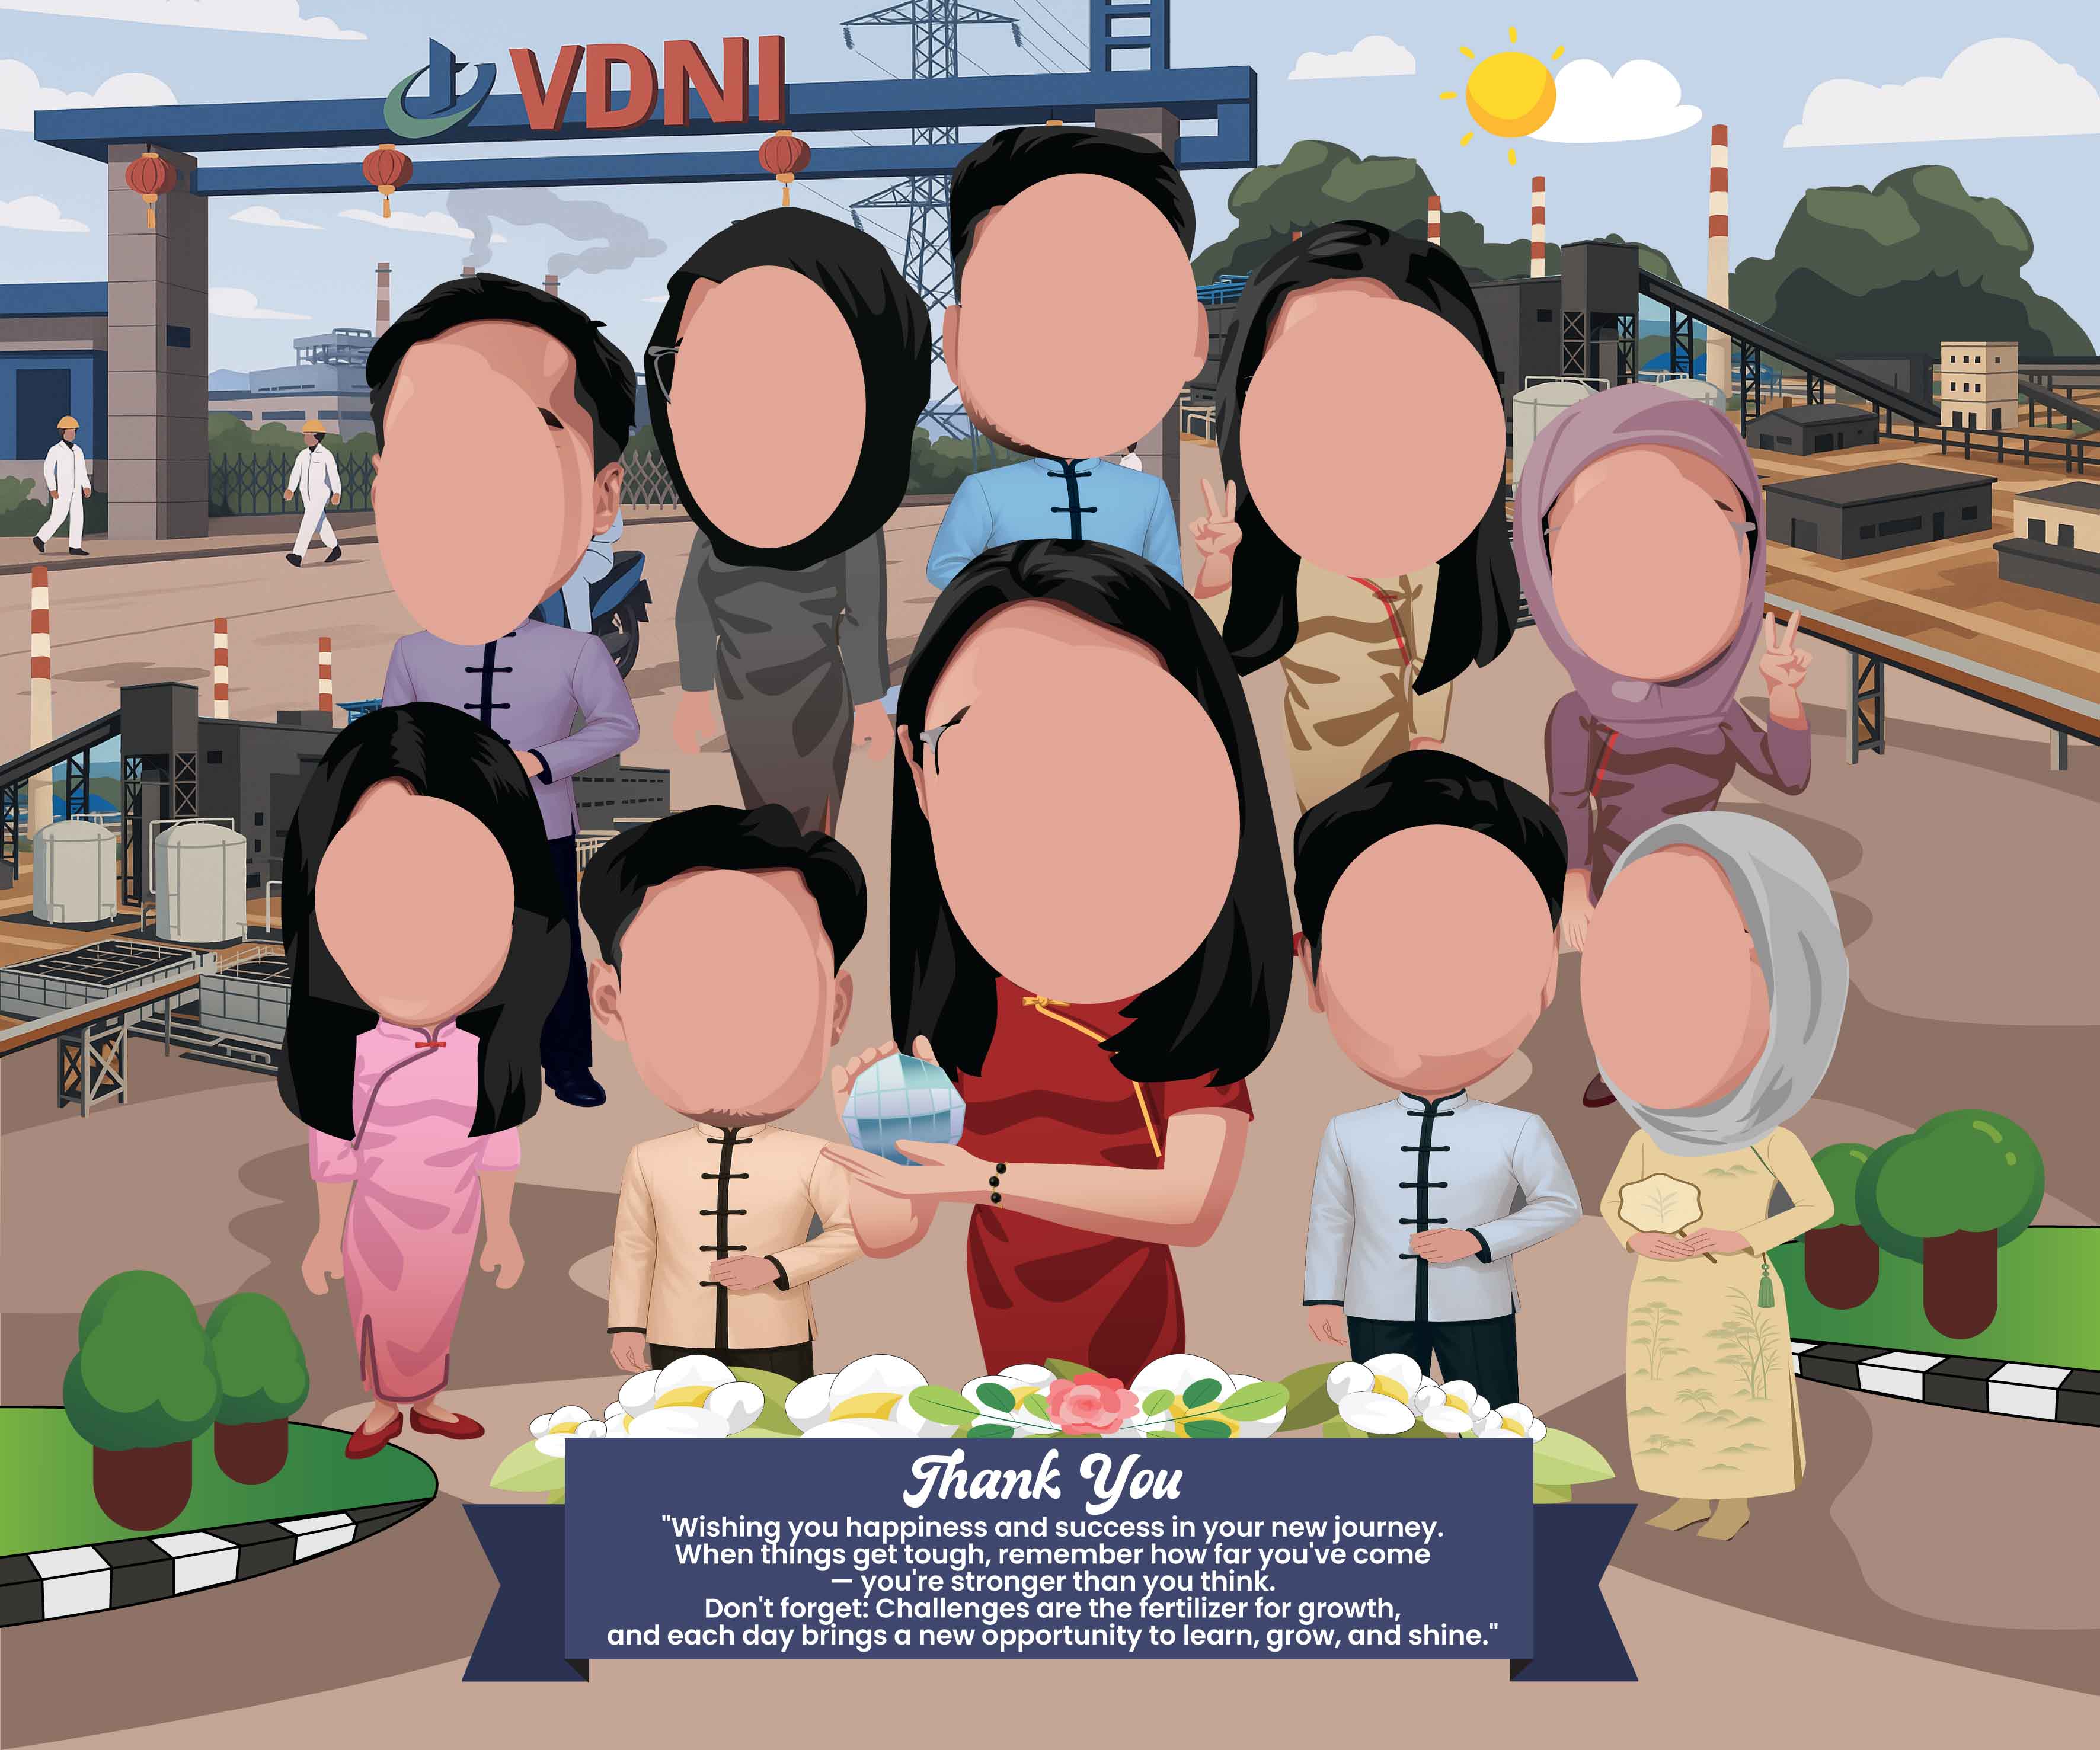 VDNI
Thank You
"Wishing you happiness and success in your new journey.
When things get tough, remember how far you've come
— you're stronger than you think.
Don't forget: Challenges are the fertilizer for growth,
and each day brings a new opportunity to learn, grow, and shine."